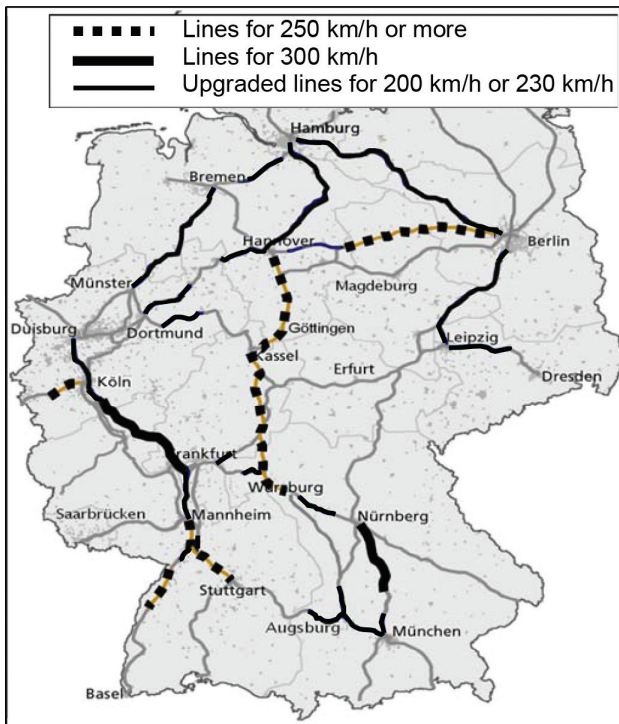 Lines for 250 km/h or more
Lines for 300 km/h
Upgraded lines for 200 km/h or 230 km/h
Hamburg
Bremen
Hannover
Berlin
Münster
Magdeburg
Duisburg
Dortmund
Göttingen
Leipzig
Kassel
Erfurt
Dresden
Köln
Frankfurt
Würzburg
Saarbrücken
Mannheim
Nürnberg
Stuttgart
Augsburg
München
Basel